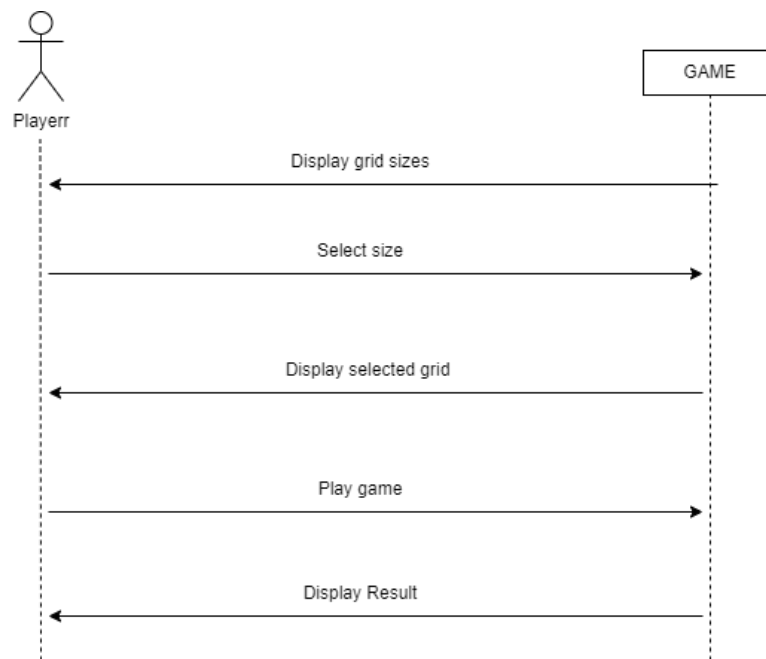 GAME
Playerr
Display grid sizes
Select size
Display selected grid
Play game
Display Result